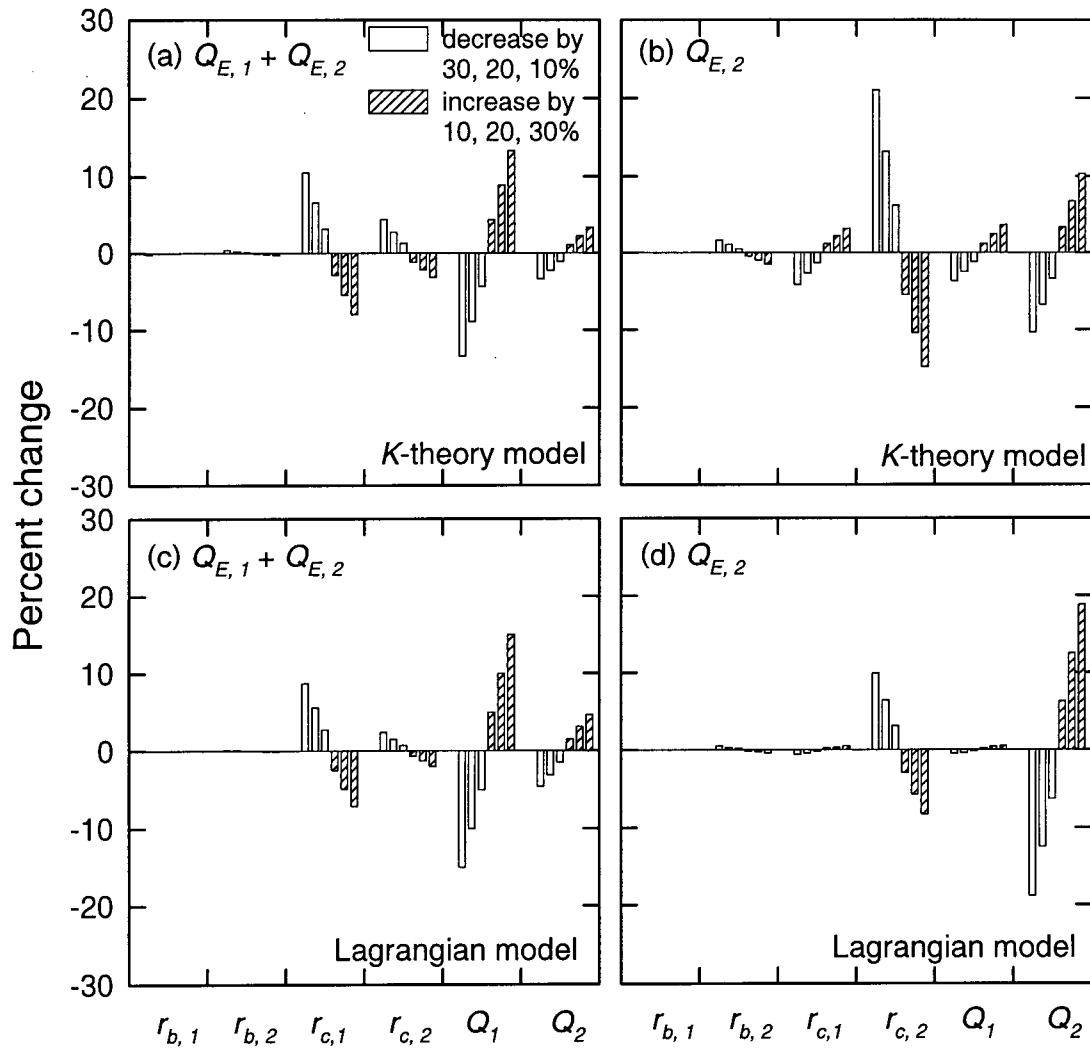 30
(a) Q_{E, 1} + Q_{E, 2}
decrease by
30, 20, 10%
increase by
10, 20, 30%
(b) Q_{E, 2}
20
10
0
-10
-20
K-theory model
K-theory model
-30
Percent change
30
(c) Q_{E, 1} + Q_{E, 2}
(d) Q_{E, 2}
20
10
0
-10
-20
Lagrangian model
Lagrangian model
-30
r_{b, 1} r_{b, 2} r_{c,1} r_{c, 2} Q_1 Q_2
r_{b, 1} r_{b, 2} r_{c,1} r_{c, 2} Q_1 Q_2